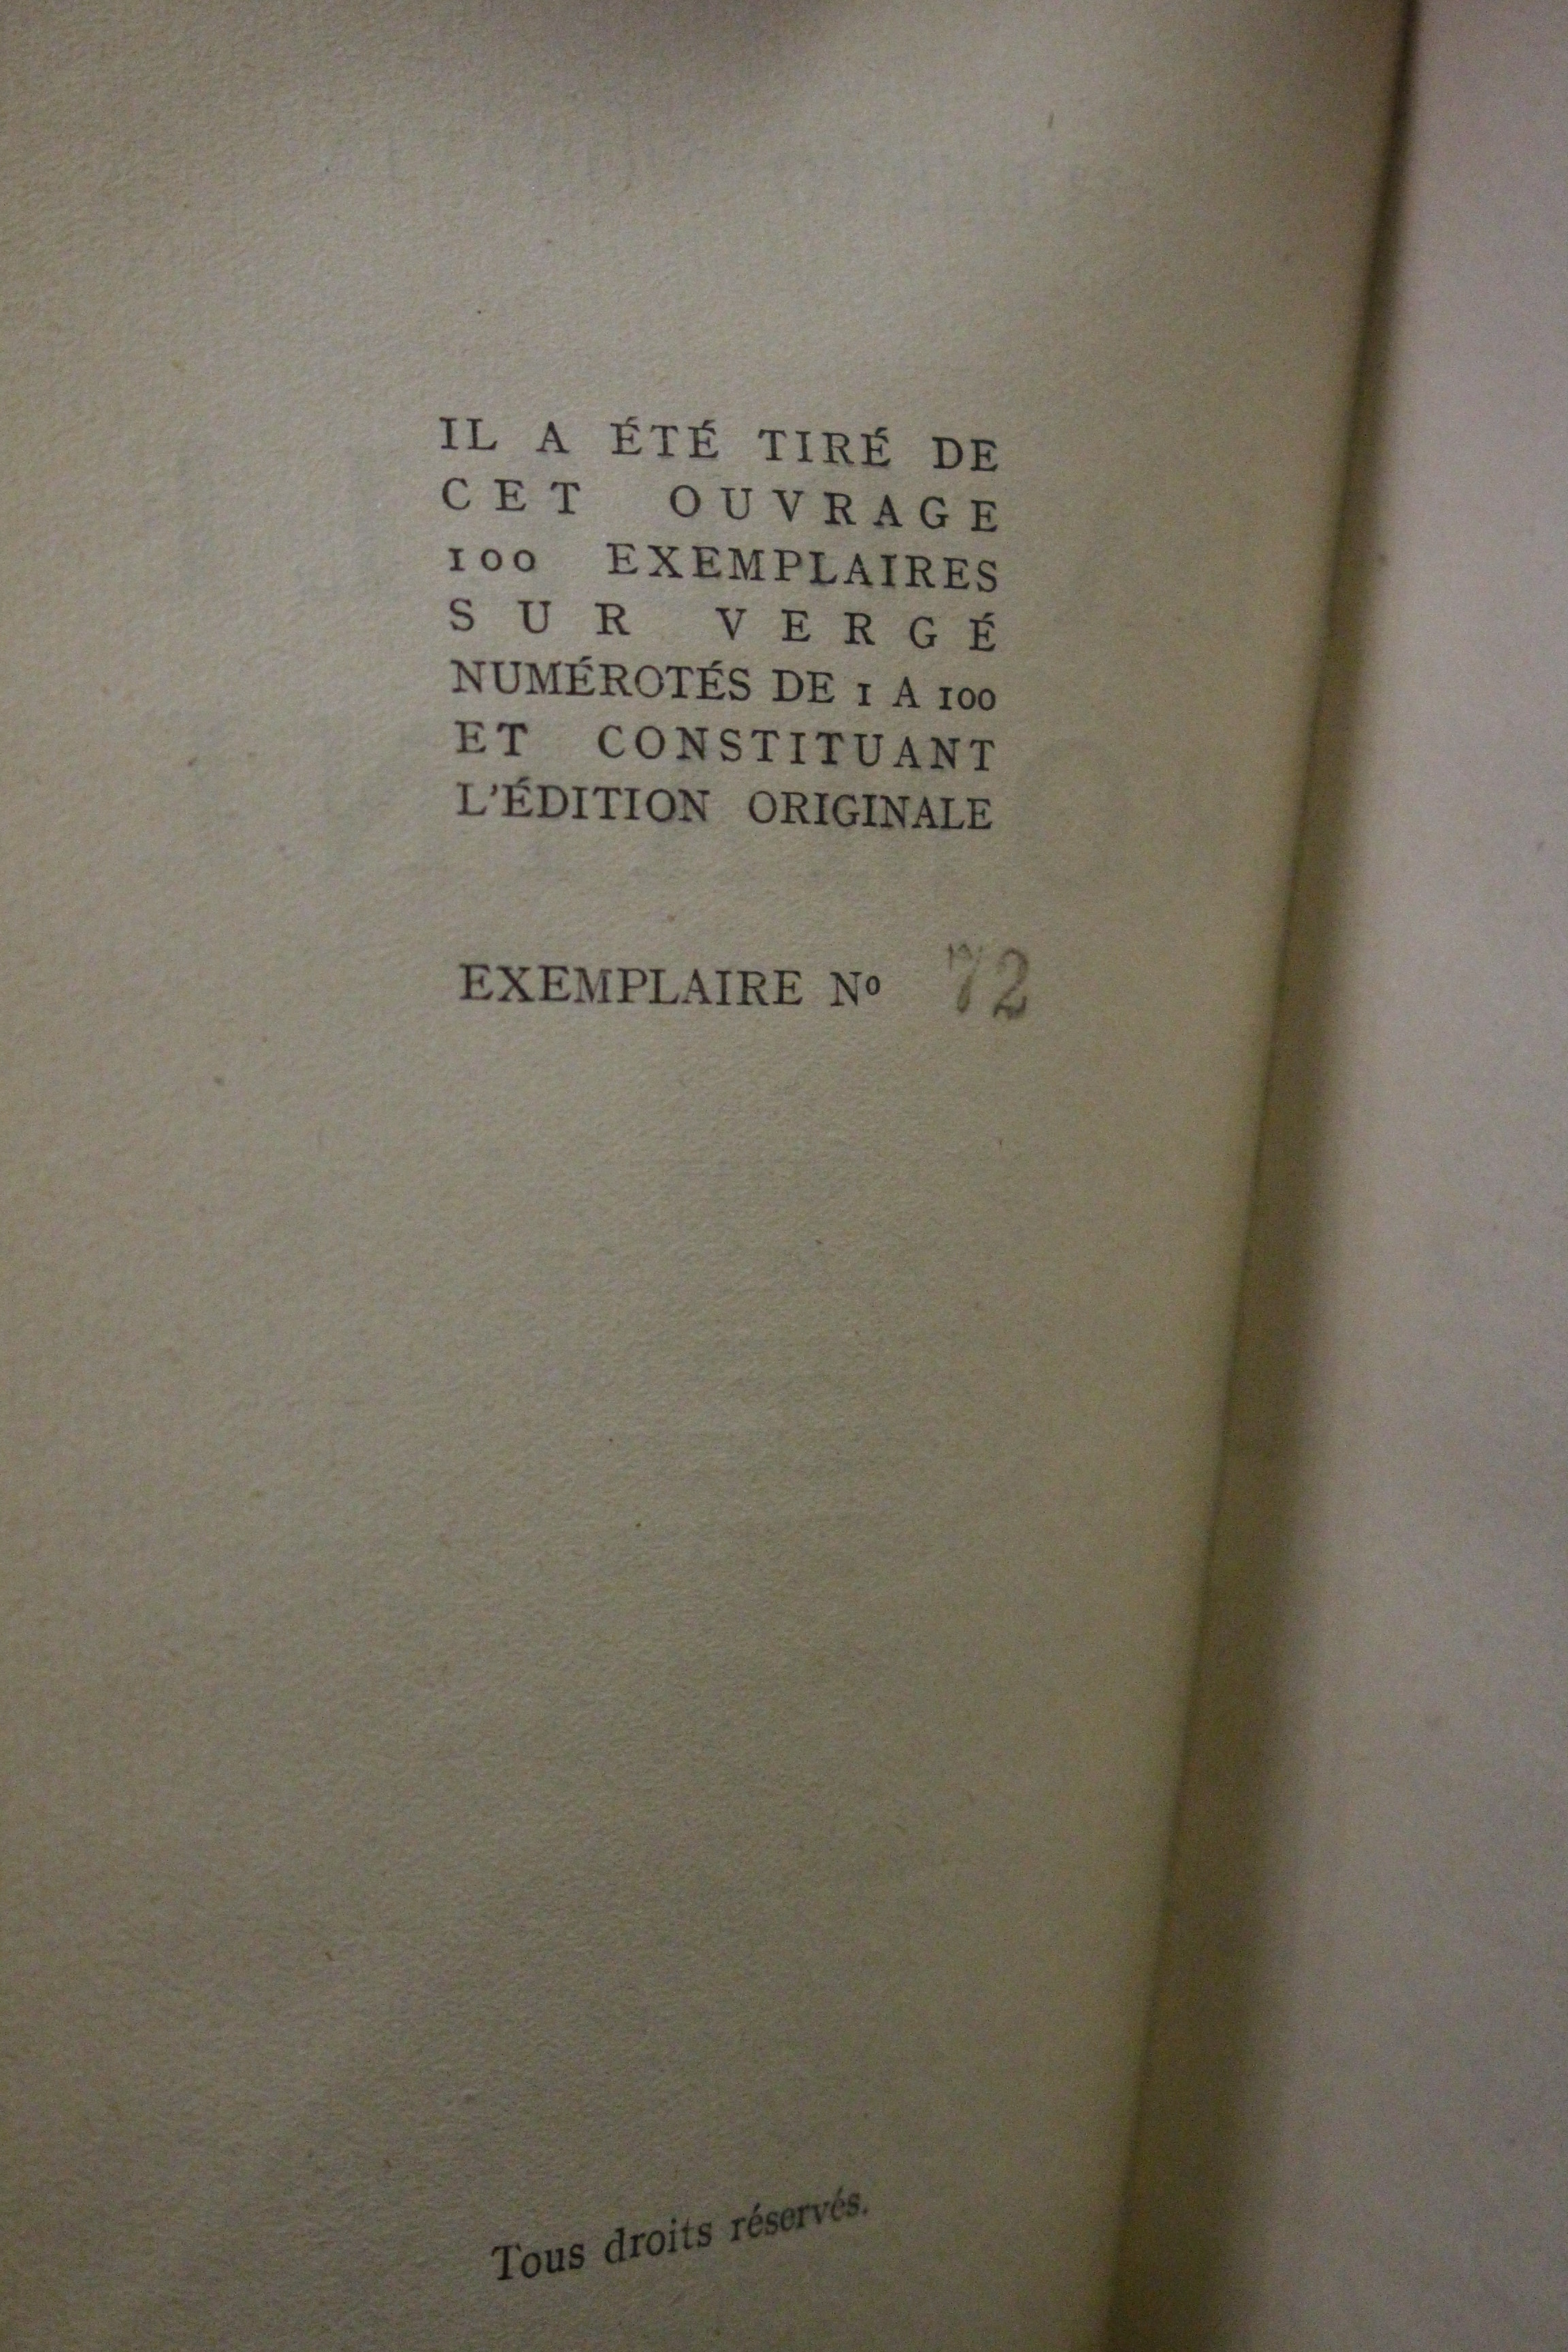 IL A ÉTÉ TIRÉ DE
CET OUVRAGE
100 EXEMPLAIRES
SUR VERGÉ
NUMÉROTÉS DE 1 A 100
ET CONSTITUANT
L'ÉDITION ORIGINALE
EXEMPLAIRE Nº 72
Tous droits réservés.